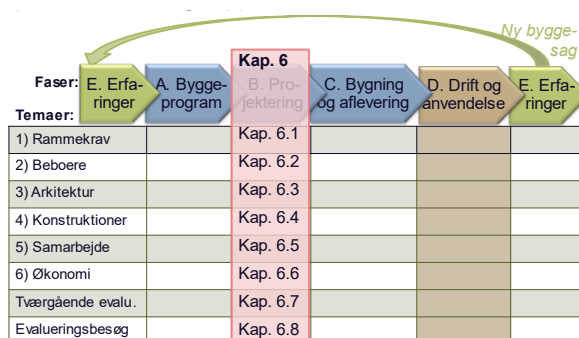 Ny bygge-
sag
Kap. 6
Faser:
E. Erfa-
ringer
A. Bygge-
program
B. Pro-
jektering
C. Bygning
og aflevering
D. Drift og
anvendelse
E. Erfa-
ringer
Temaer:
1) Rammekrav
Kap. 6.1
2) Beboere
Kap. 6.2
3) Arkitektur
Kap. 6.3
4) Konstruktioner
Kap. 6.4
5) Samarbejde
Kap. 6.5
6) Økonomi
Kap. 6.6
Tværgående evalu.
Kap. 6.7
Evalueringsbesøg
Kap. 6.8